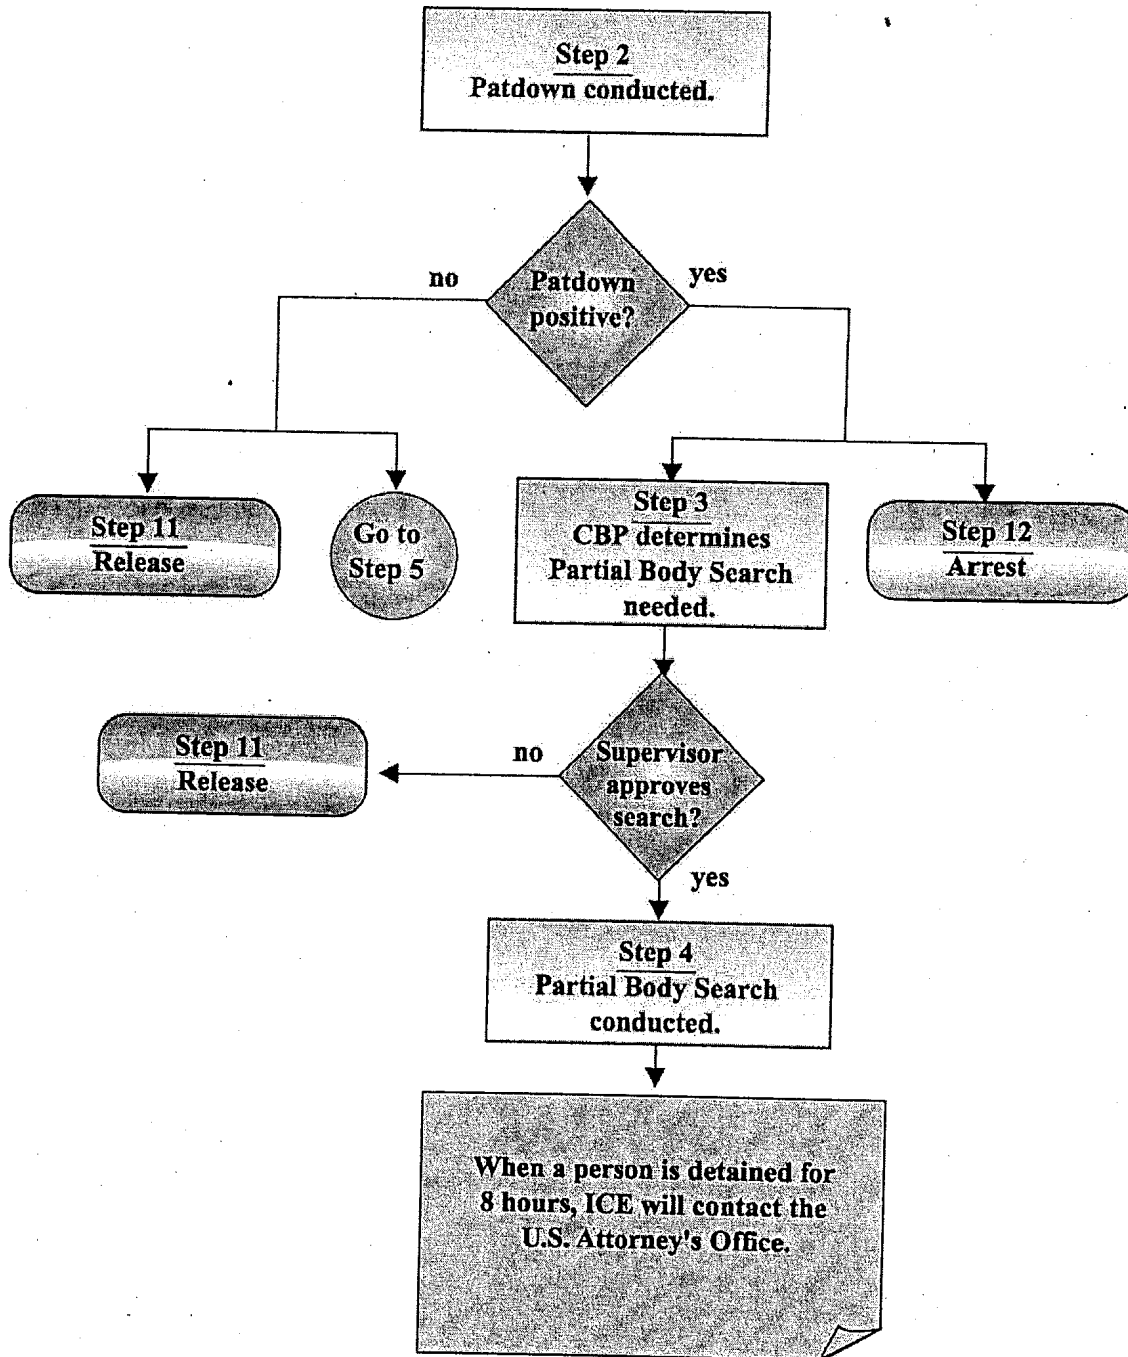 Step 2
Patdown conducted.
no
yes
Patdown
positive?
Step 11
Release
Go to
Step 5
Step 3
CBP determines
Partial Body Search
needed.
Step 12
Arrest
Step 11
Release
no
Supervisor
approves
search?
yes
Step 4
Partial Body Search
conducted.
When a person is detained for
8 hours, ICE will contact the
U.S. Attorney's Office.